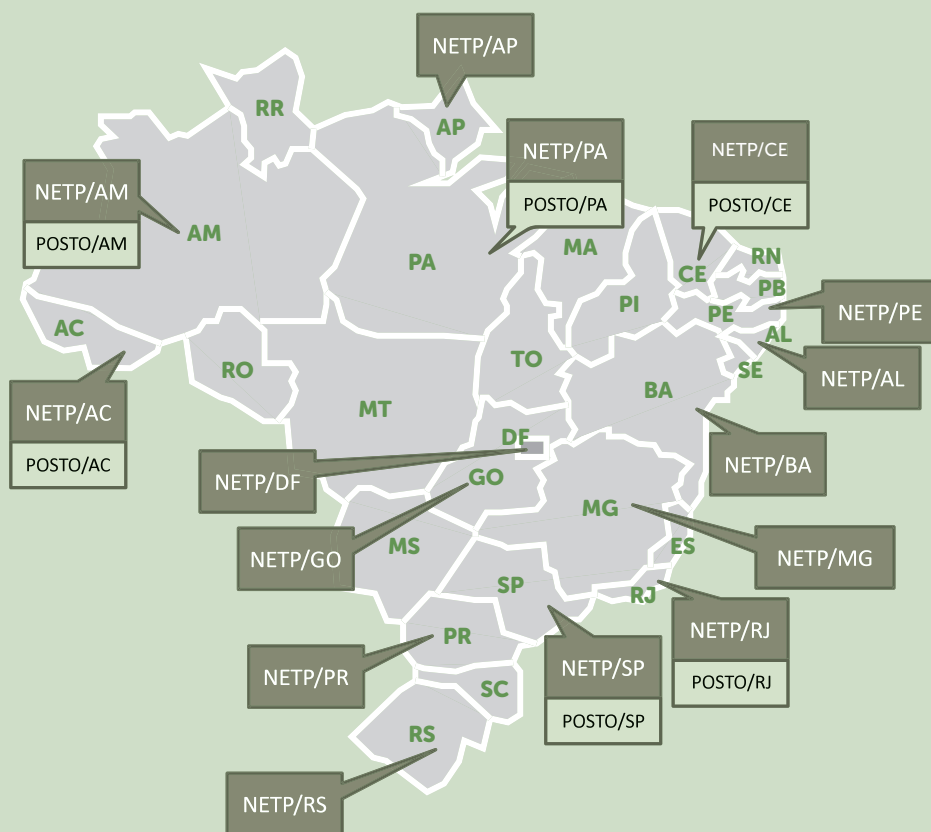 NETP/AP
RR
AP
NETP/PA
POSTO/PA
NETP/CE
POSTO/CE
NETP/AM
POSTO/AM
AM
PA
MA
CE
RN
PB
PI
PE
NETP/PE
AC
AL
RO
TO
SE
NETP/AL
MT
BA
NETP/AC
POSTO/AC
DF
NETP/BA
NETP/DF
GO
MG
MS
ES
NETP/GO
NETP/MG
SP
RJ
PR
NETP/RJ
POSTO/RJ
NETP/PR
NETP/SP
POSTO/SP
SC
RS
NETP/RS